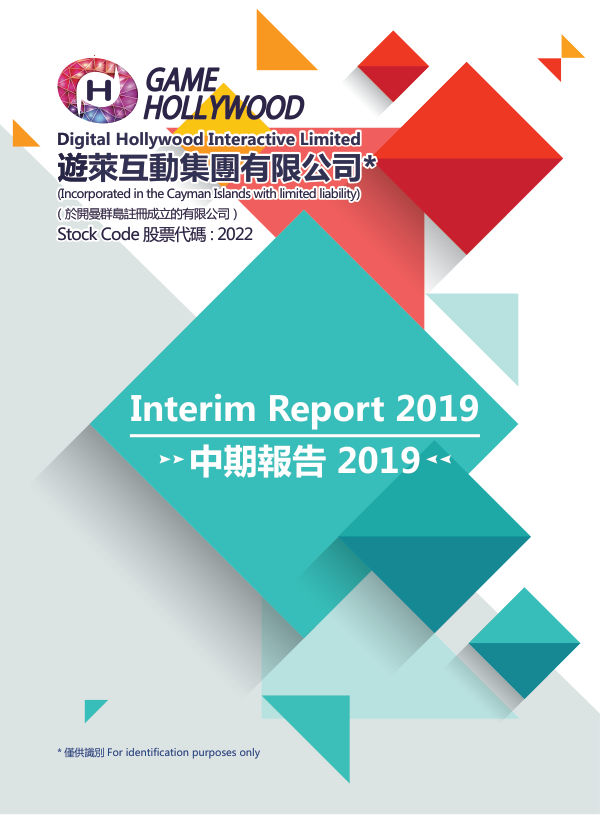 H
GAME
HOLLYWOOD
Digital Hollywood Interactive Limited
遊萊互動集團有限公司*
(Incorporated in the Cayman Islands with limited liability)
( 於開曼群島註冊成立的有限公司 )
Stock Code 股票代碼 : 2022
Interim Report 2019
中期報告 2019
* 僅供識別 For identification purposes only